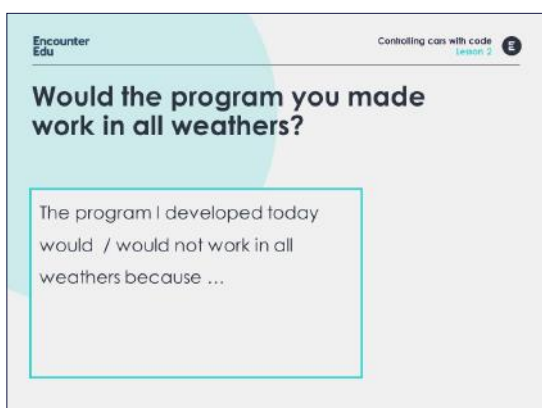 Encounter
Edu
Controlling cars with code
Lesson 2
E
Would the program you made
work in all weathers?
The program I developed today
would / would not work in all
weathers because ...